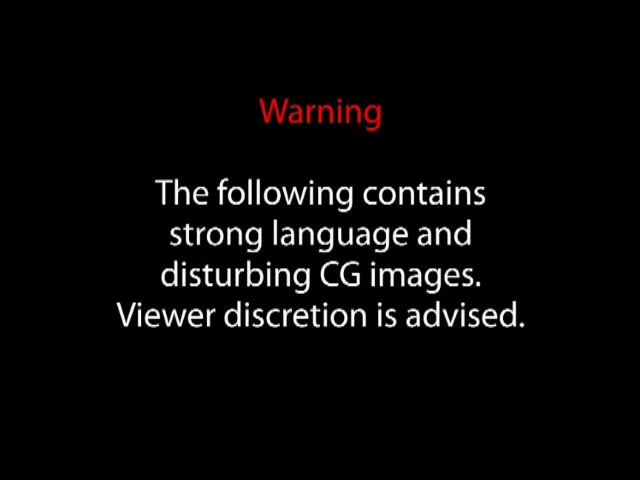 Warning
The following contains
strong language and
disturbing CG images.
Viewer discretion is advised.